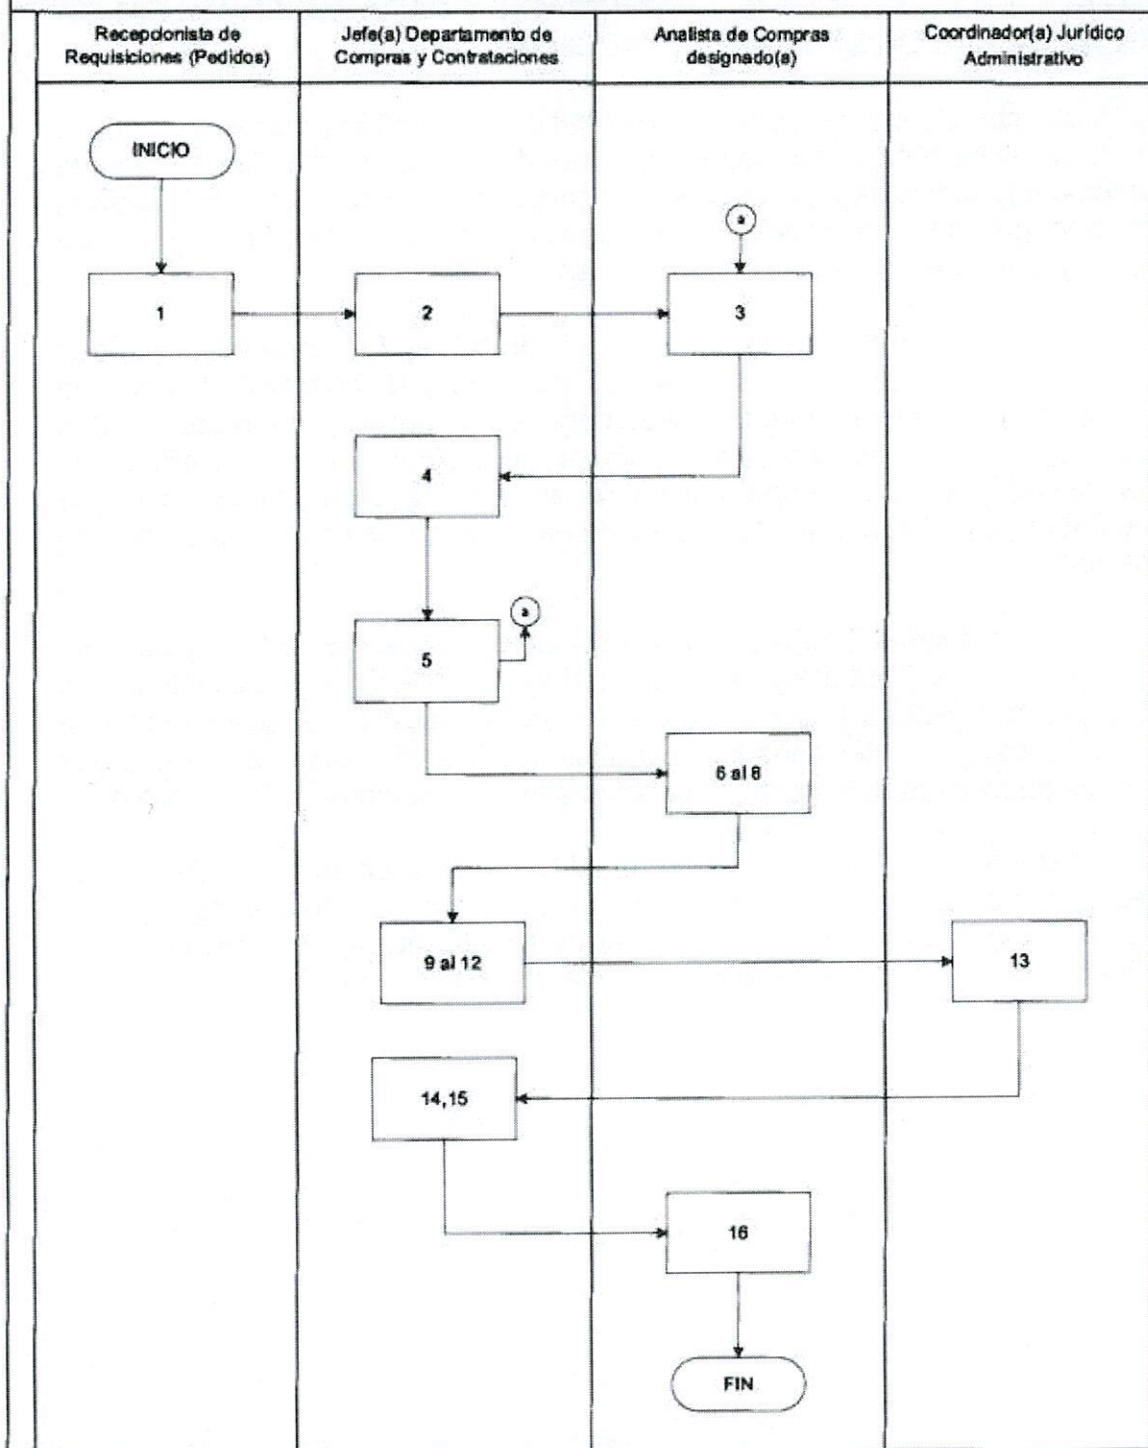 Recepcionista de
Requisiciones (Pedidos)
Jefe(a) Departamento de
Compras y Contrataciones
Analista de Compras
designado(a)
Coordinador(a) Jurídico
Administrativo
INICIO
a
1
2
3
4
a
5
6 al 8
9 al 12
13
14,15
16
FIN